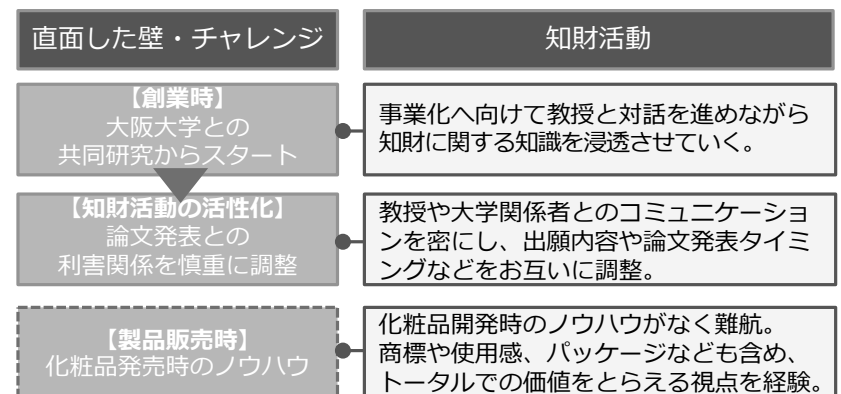 直面した壁・チャレンジ
知財活動
【創業時】
大阪大学との
共同研究からスタート
事業化へ向けて教授と対話を進めながら
知財に関する知識を浸透させていく。
【知財活動の活性化】
論文発表との
利害関係を慎重に調整
教授や大学関係者とのコミュニケーショ
ンを密にし、出願内容や論文発表タイミ
ングなどをお互いに調整。
【製品販売時】
化粧品発売時のノウハウ
化粧品開発時のノウハウがなく難航。
商標や使用感、パッケージなども含め、
トータルでの価値をとらえる視点を経験。